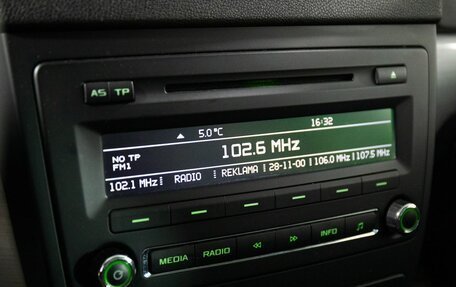 AS TP
5.0°C 16:32
102.6 MHz
NO TP
FM1
102.1 MHz RADIO REKLAMA 28-11-00 106.0 MHz 107.5 MHz
MEDIA RADIO INFO